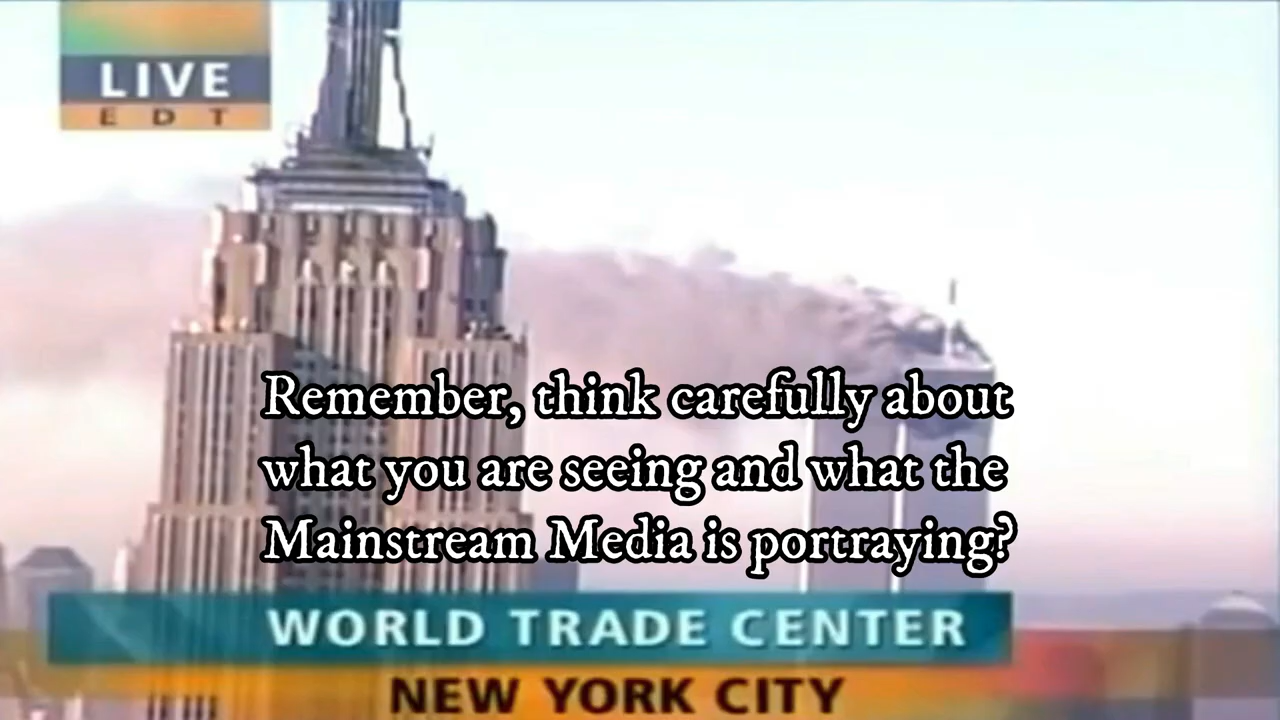 LIVE
EDT
Remember, think carefully about
what you are seeing and what the
Mainstream Media is portraying?
WORLD TRADE CENTER
NEW YORK CITY